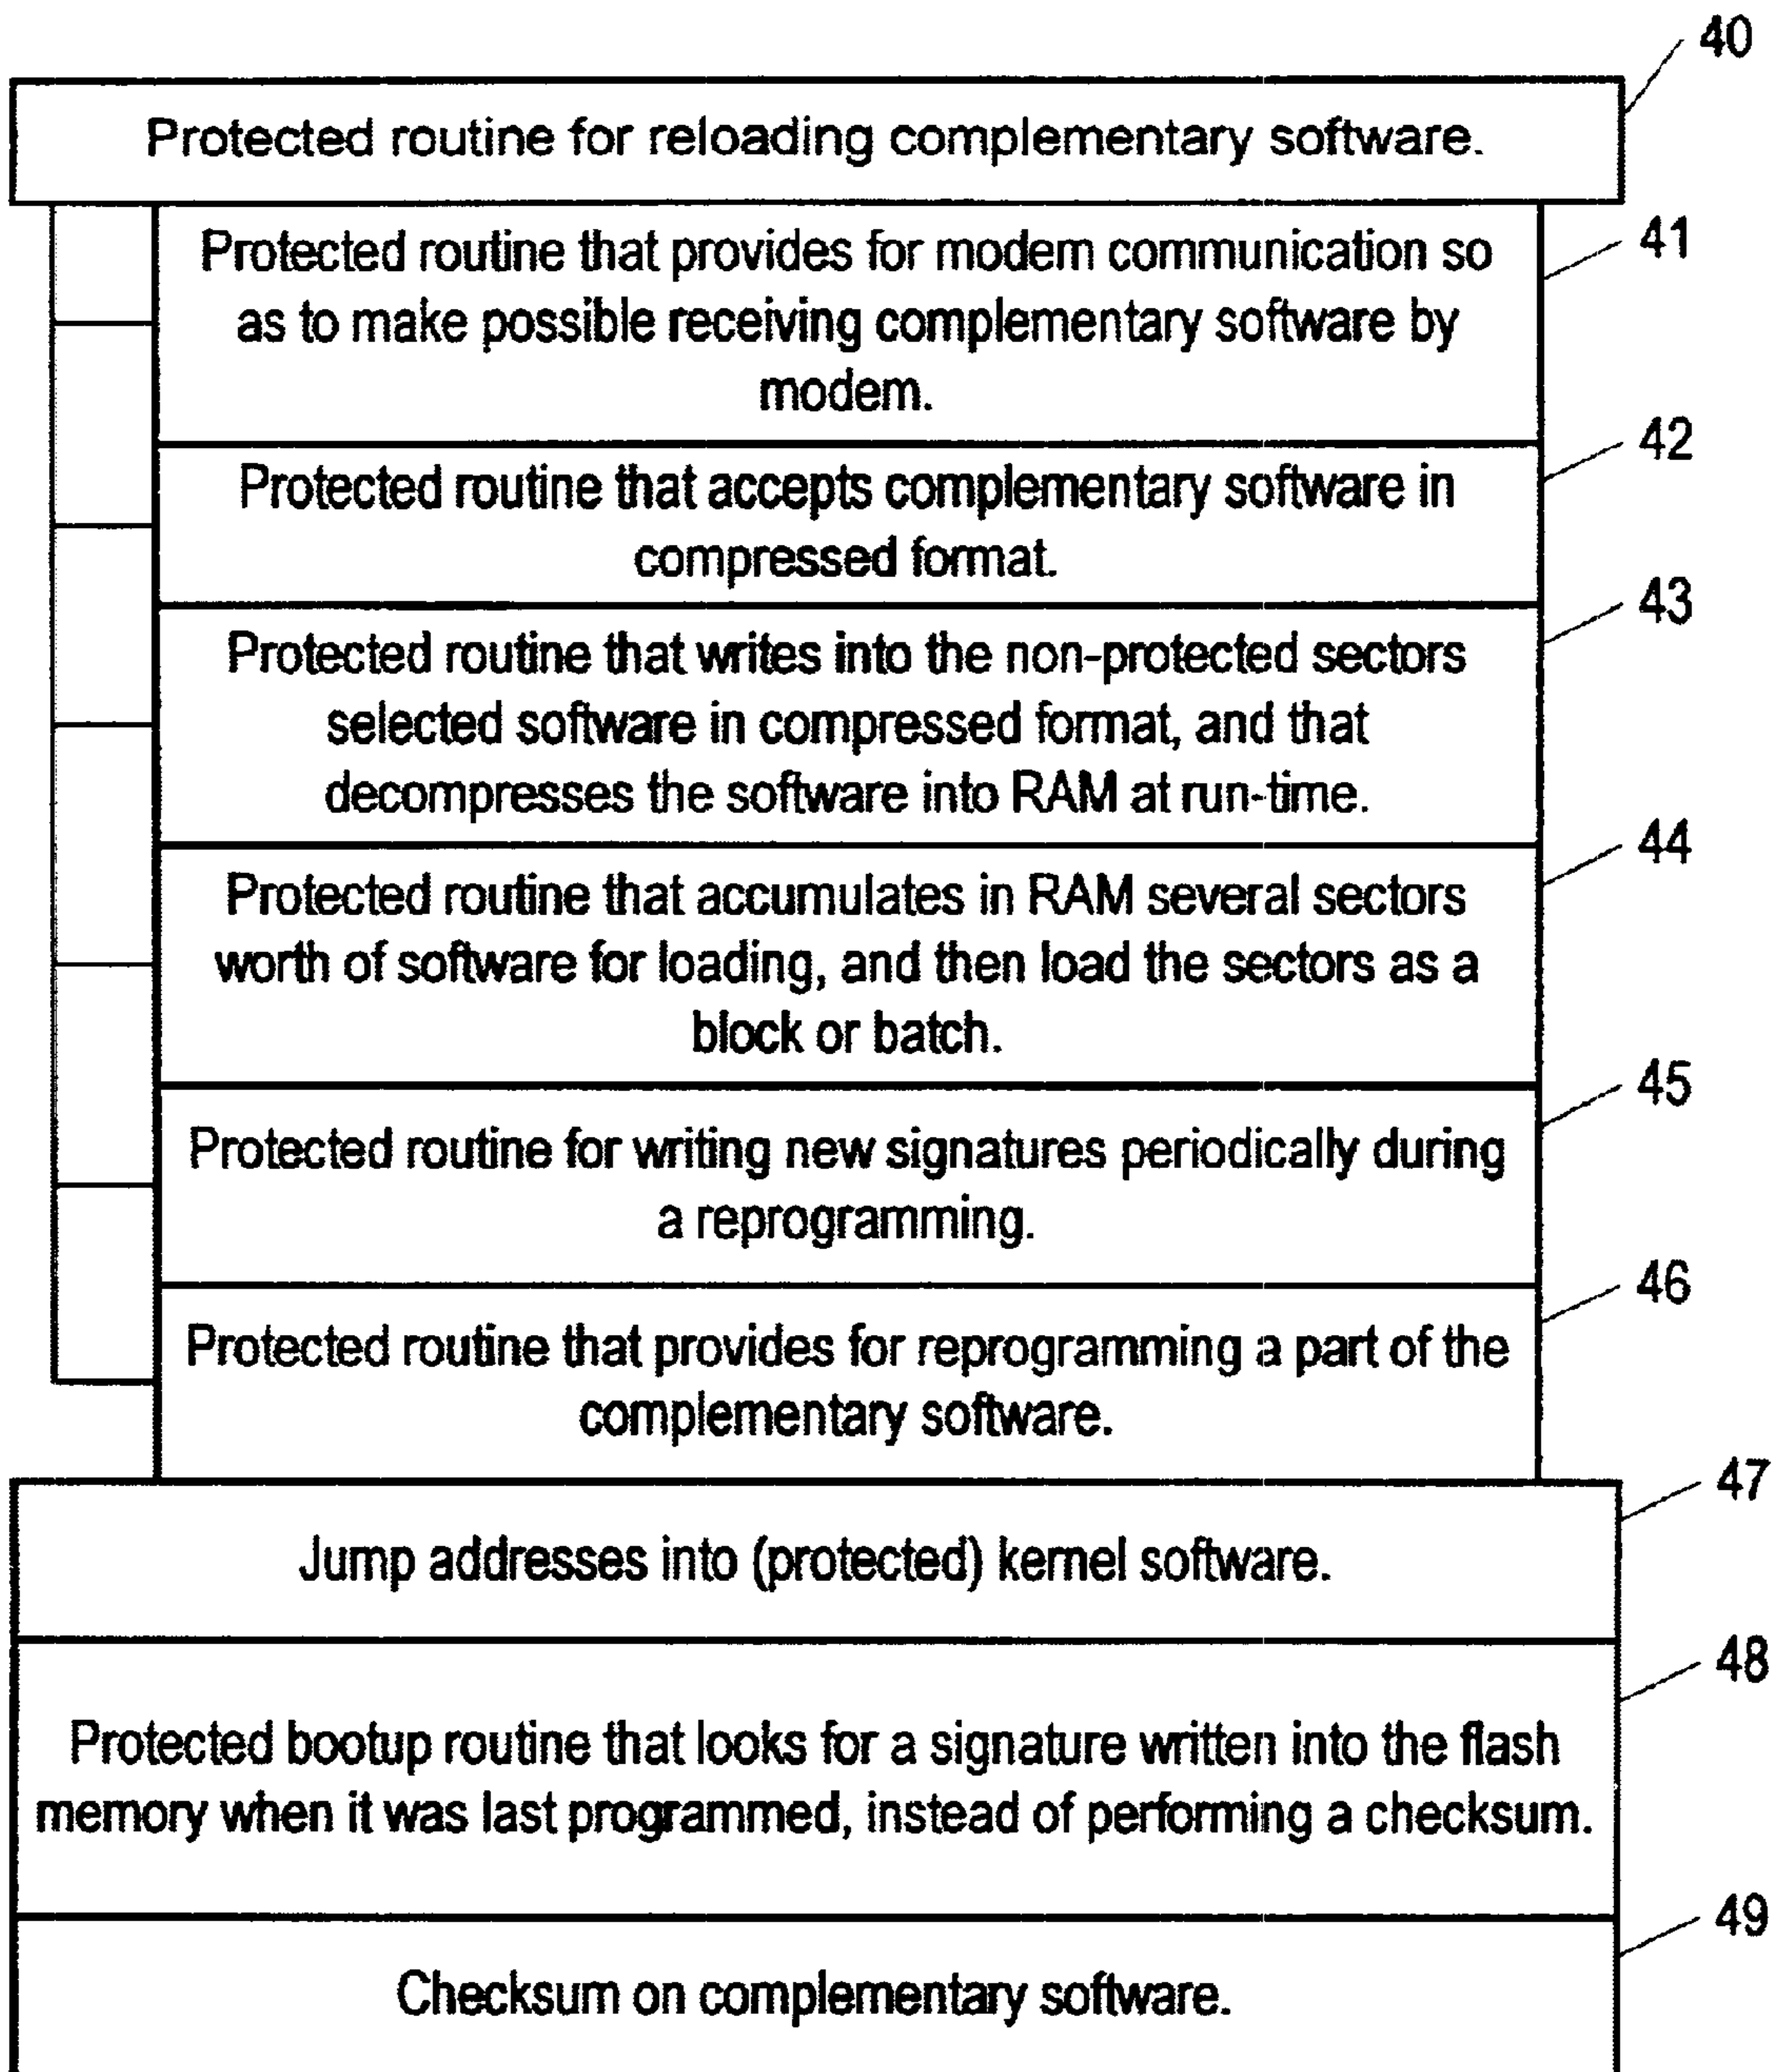 40
Protected routine for reloading complementary software.
41
Protected routine that provides for modem communication so
as to make possible receiving complementary software by
modem.
42
Protected routine that accepts complementary software in
compressed format.
43
Protected routine that writes into the non-protected sectors
selected software in compressed format, and that
decompresses the software into RAM at run-time.
44
Protected routine that accumulates in RAM several sectors
worth of software for loading, and then load the sectors as a
block or batch.
45
Protected routine for writing new signatures periodically during
a reprogramming.
46
Protected routine that provides for reprogramming a part of the
complementary software.
47
Jump addresses into (protected) kernel software.
48
Protected bootup routine that looks for a signature written into the flash
memory when it was last programmed, instead of performing a checksum.
49
Checksum on complementary software.